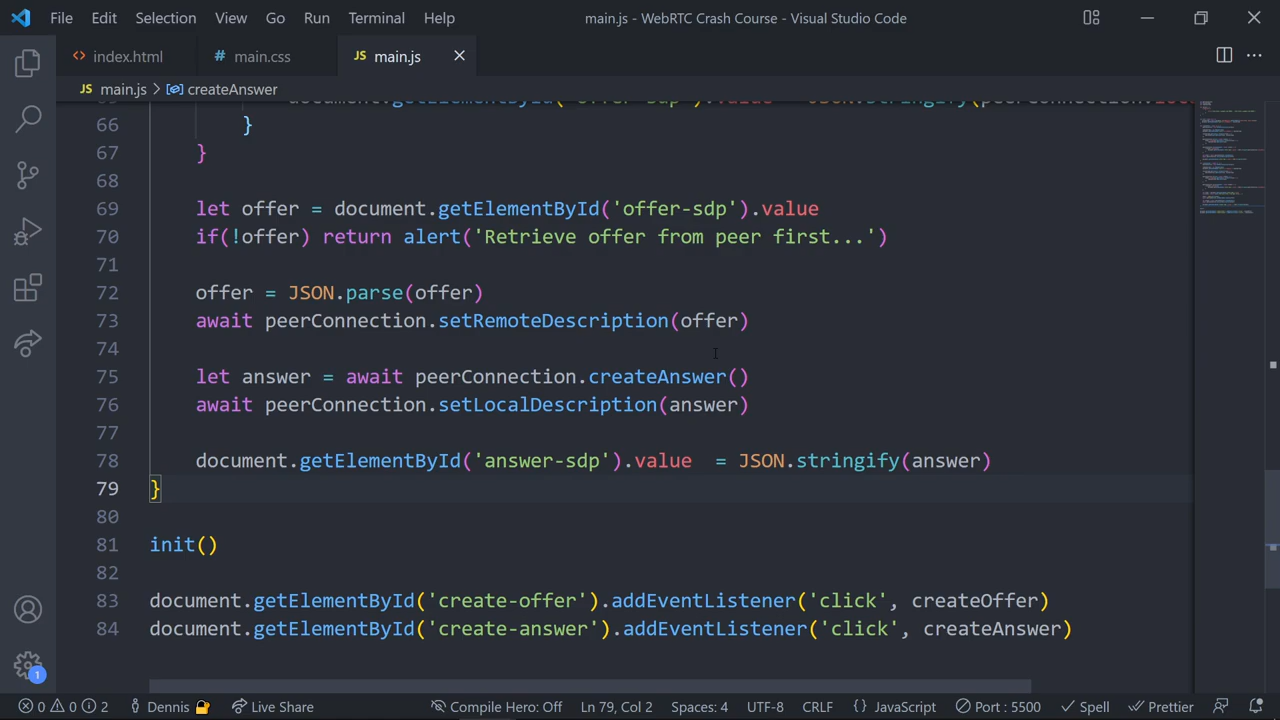 File Edit Selection View Go Run Terminal Help main.js - WebRTC Crash Course - Visual Studio Code
index.html main.css JS main.js
JS main.js > createAnswer
66 }
67 }
68
69 let offer = document.getElementById('offer-sdp').value
70 if(!offer) return alert('Retrieve offer from peer first...')
71
72 offer = JSON.parse(offer)
73 await peerConnection.setRemoteDescription(offer)
74
75 let answer = await peerConnection.createAnswer()
76 await peerConnection.setLocalDescription(answer)
77
78 document.getElementById('answer-sdp').value  = JSON.stringify(answer)
79 }
80
81 init()
82
83 document.getElementById('create-offer').addEventListener('click', createOffer)
84 document.getElementById('create-answer').addEventListener('click', createAnswer)
1
0 0 2 Dennis Live Share Compile Hero: Off Ln 79, Col 2 Spaces: 4 UTF-8 CRLF {} JavaScript Port : 5500 Spell Prettier